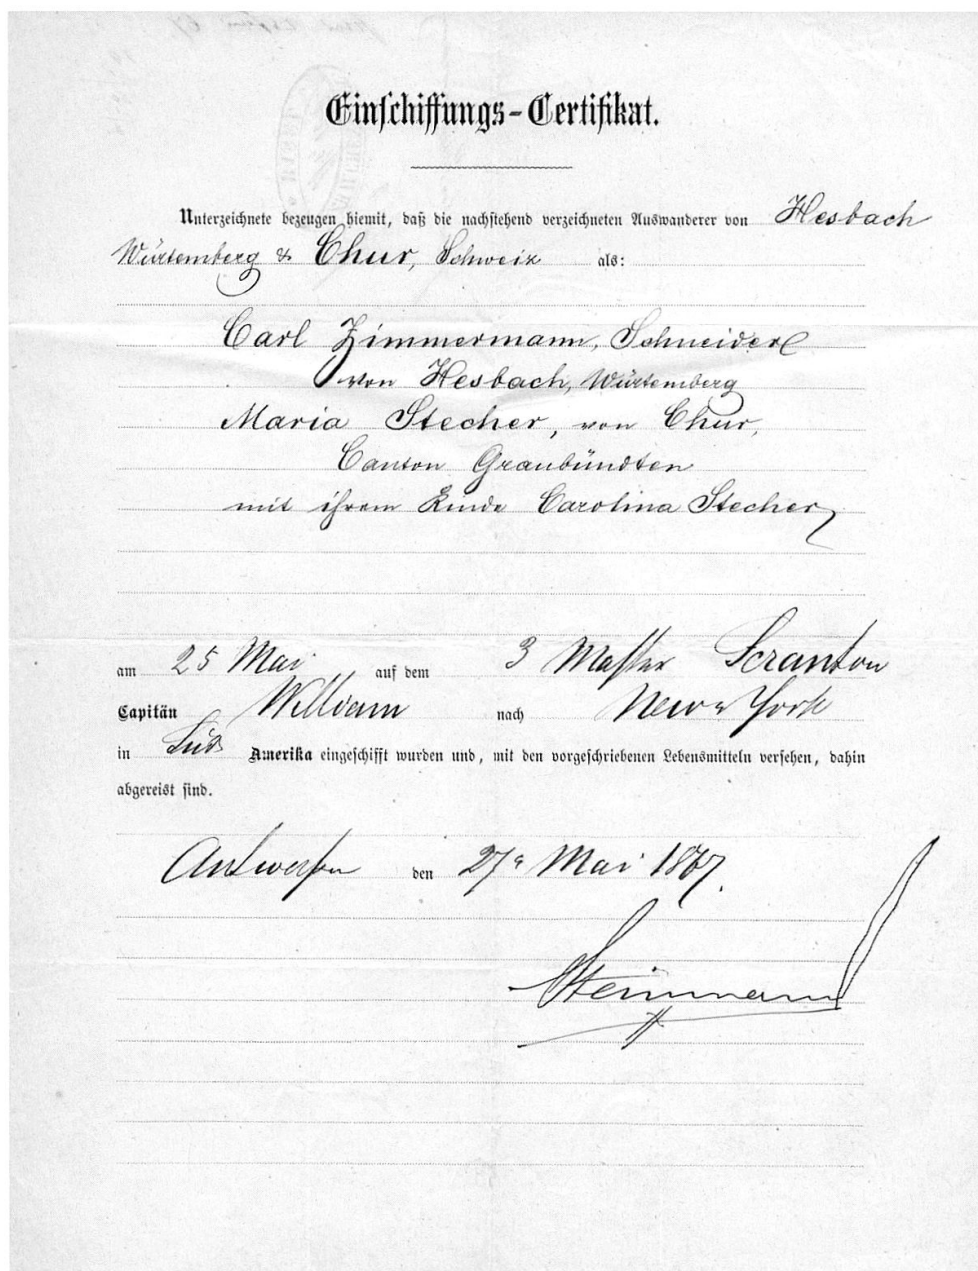 Einschiffungs-Certifikat.
Unterzeichnete bezeugen hiemit, daß die nachstehend verzeichneten Auswanderer von Hesbach
Würtemberg & Chur, Schweiz als:
Carl Zimmermann, Schneider
von Hesbach, Würtemberg
Maria Stecher, von Chur,
Canton Graubündten
mit ihrem Kinde Carolina Stecher
am 25 Mai auf dem 3 Master Scranton
Capitän William nach New York
in Amerika eingeschifft wurden und, mit den vorgeschriebenen Lebensmitteln versehen, dahin
abgereist sind.
Antwerpen den 27 Mai 1867.
Steinmann